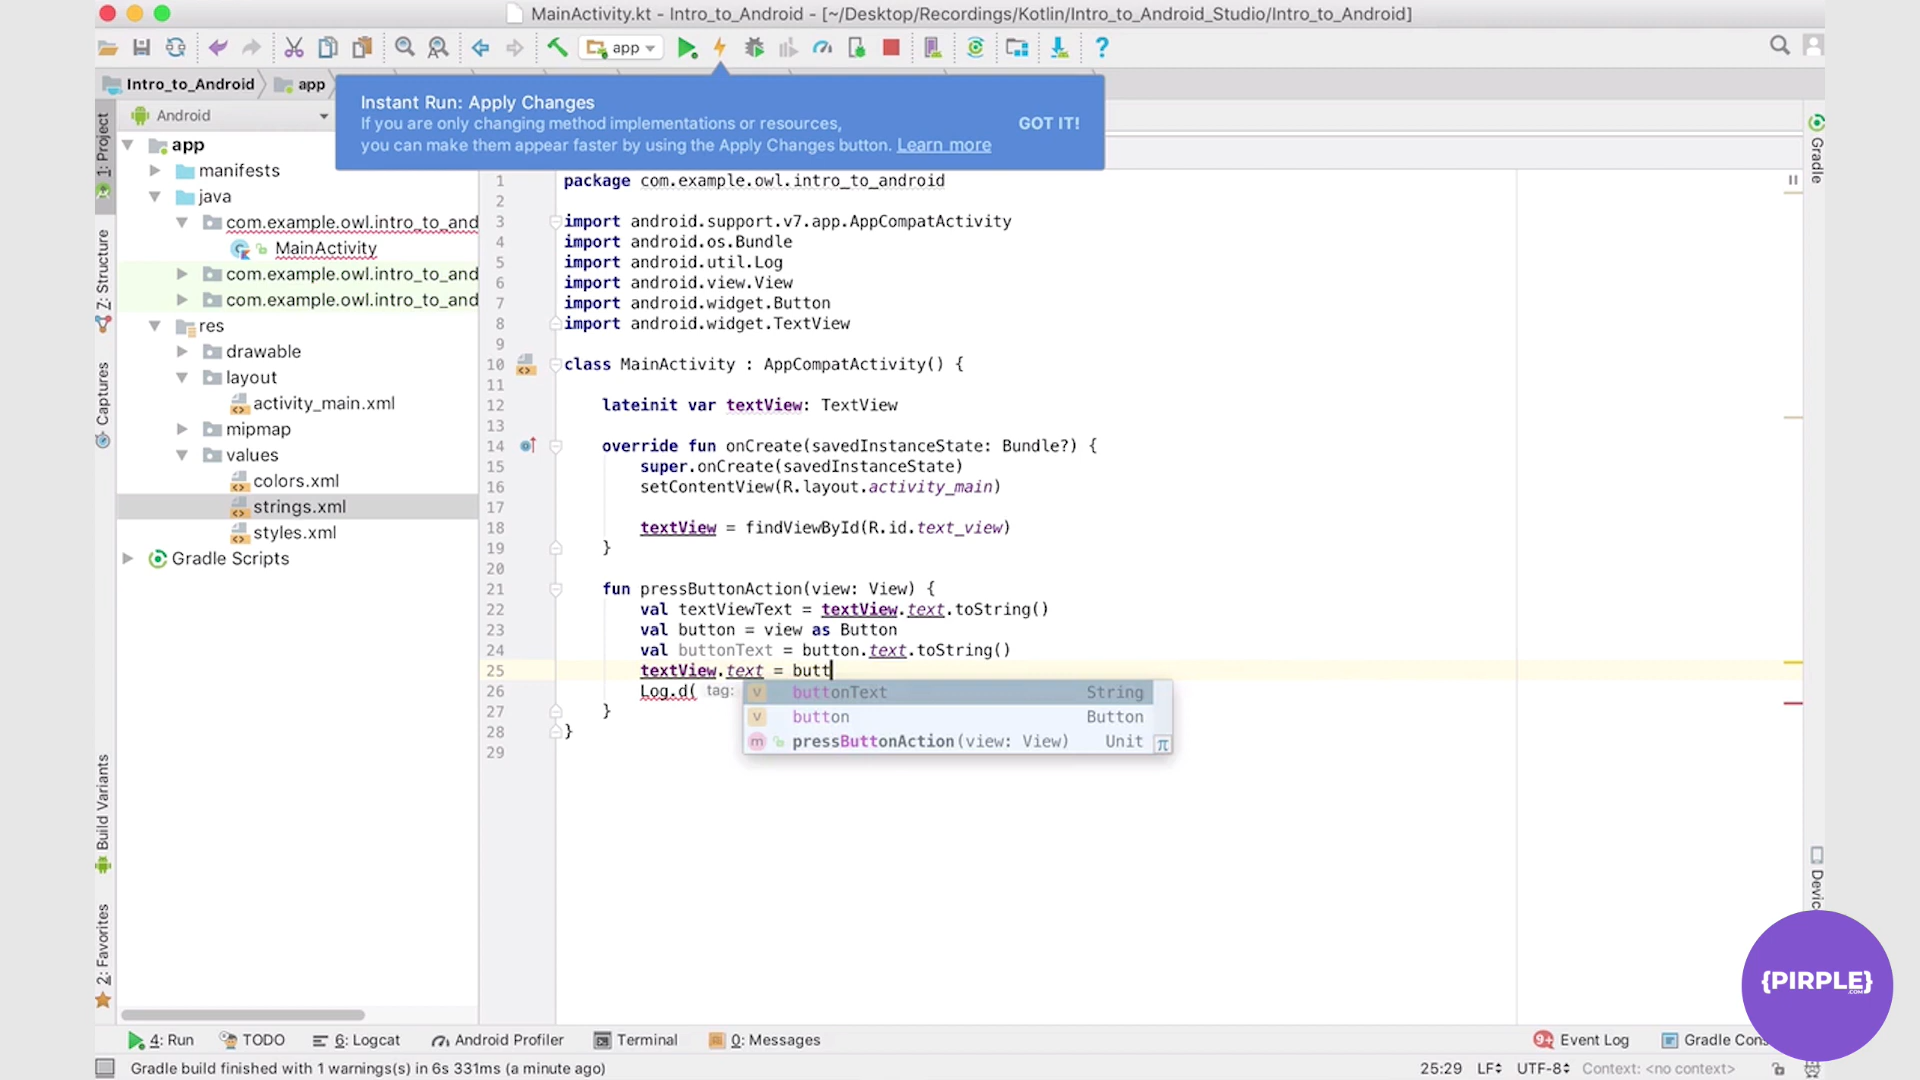 MainActivity.kt - Intro_to_Android - [~/Desktop/Recordings/Kotlin/Intro_to_Android_Studio/Intro_to_Android]
app
Intro_to_Android
app
Instant Run: Apply Changes
If you are only changing method implementations or resources,
you can make them appear faster by using the Apply Changes button. Learn more
GOT IT!
1: Project
Z: Structure
Captures
Build Variants
2: Favorites
Android
app
manifests
java
com.example.owl.intro_to_and
MainActivity
com.example.owl.intro_to_and
com.example.owl.intro_to_and
res
drawable
layout
activity_main.xml
mipmap
values
colors.xml
strings.xml
styles.xml
Gradle Scripts
1 package com.example.owl.intro_to_android
2
3 import android.support.v7.app.AppCompatActivity
4 import android.os.Bundle
5 import android.util.Log
6 import android.view.View
7 import android.widget.Button
8 import android.widget.TextView
9
10 class MainActivity : AppCompatActivity() {
11
12 lateinit var textView: TextView
13
14 override fun onCreate(savedInstanceState: Bundle?) {
15 super.onCreate(savedInstanceState)
16 setContentView(R.layout.activity_main)
17
18 textView = findViewById(R.id.text_view)
19 }
20
21 fun pressButtonAction(view: View) {
22 val textViewText = textView.text.toString()
23 val button = view as Button
24 val buttonText = button.text.toString()
25 textView.text = butt
26 Log.d( tag:
27 }
28 }
29
v buttonText String
v button Button
m pressButtonAction(view: View) Unit π
Gradle
Devic
{PIRPLE}
.COM
4: Run
TODO
6: Logcat
Android Profiler
Terminal
0: Messages
9+ Event Log
Gradle Con
Gradle build finished with 1 warnings(s) in 6s 331ms (a minute ago)
25:29 LF UTF-8 Context: <no context>